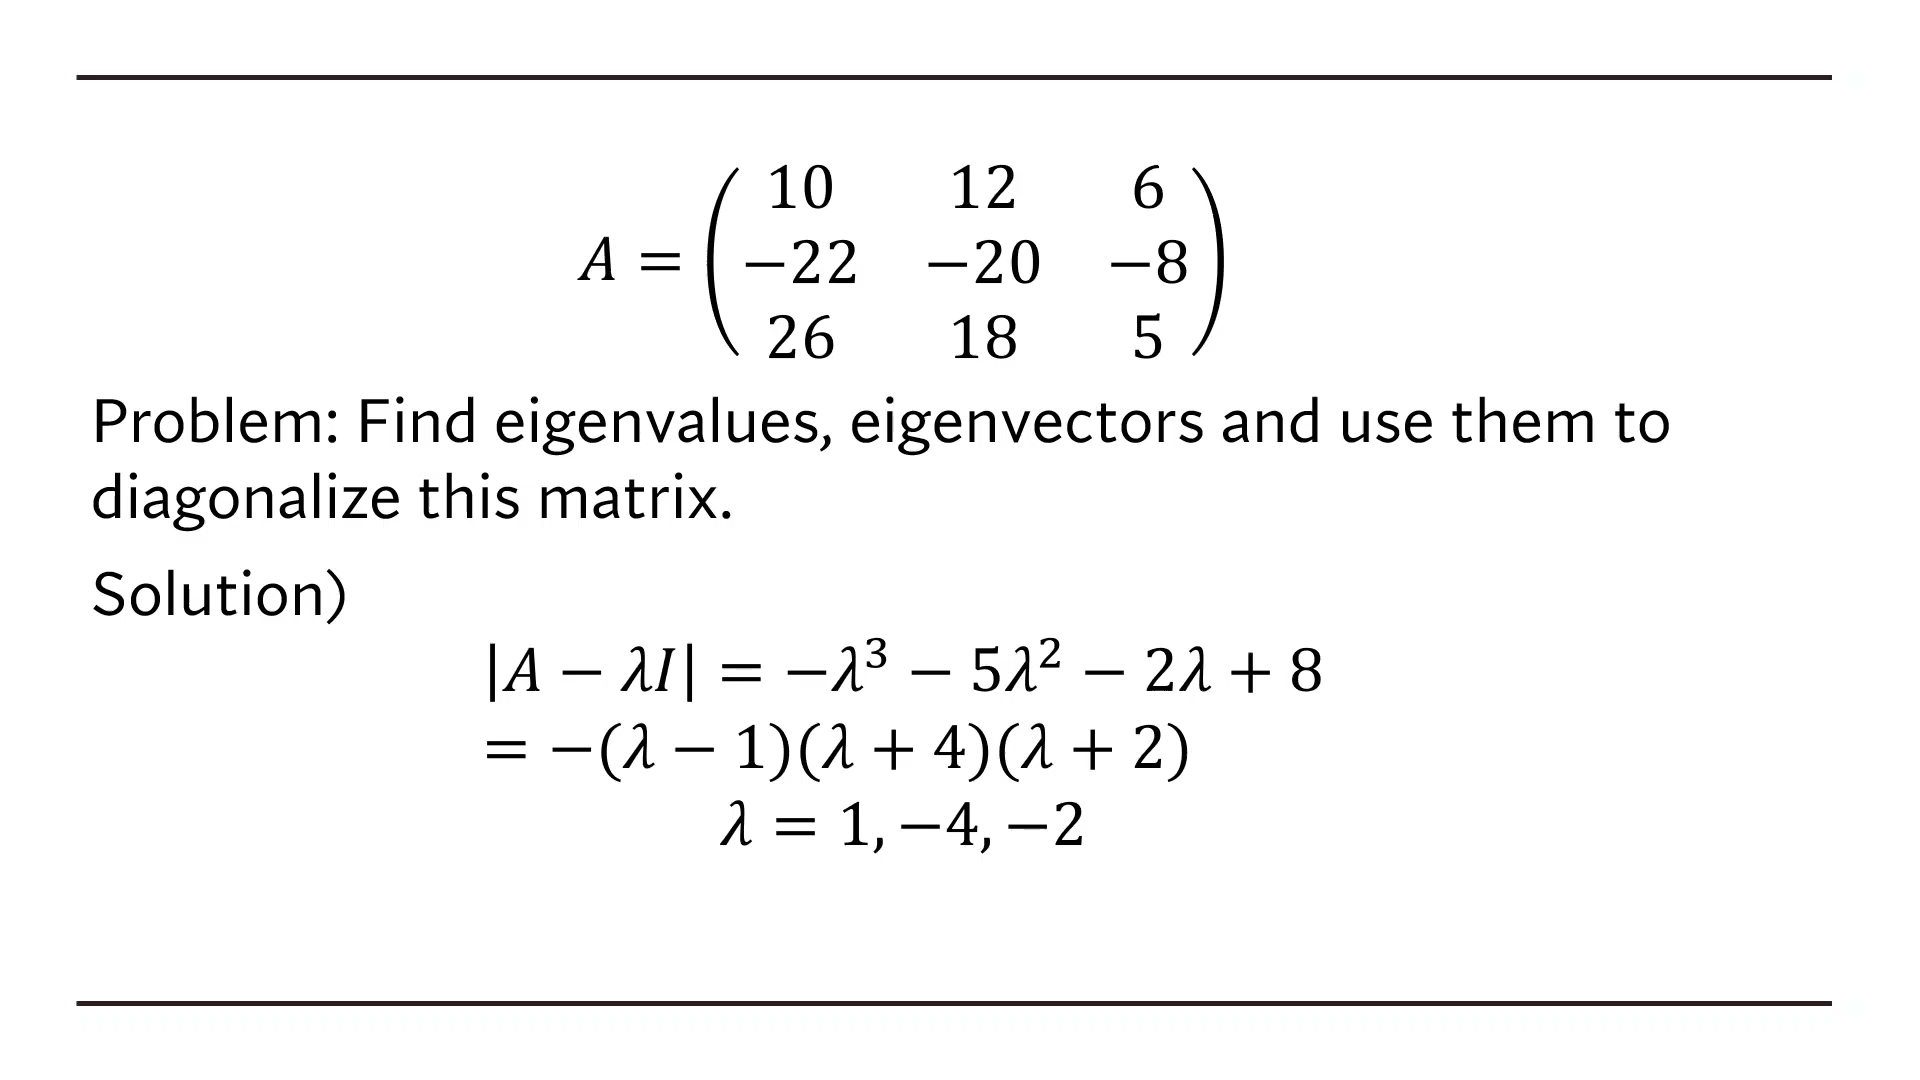 A = ( 10 12 6
−22 −20 −8
26 18 5 )
Problem: Find eigenvalues, eigenvectors and use them to
diagonalize this matrix.
Solution)
|A − λI| = −λ³ − 5λ² − 2λ + 8
= −(λ − 1)(λ + 4)(λ + 2)
λ = 1, −4, −2